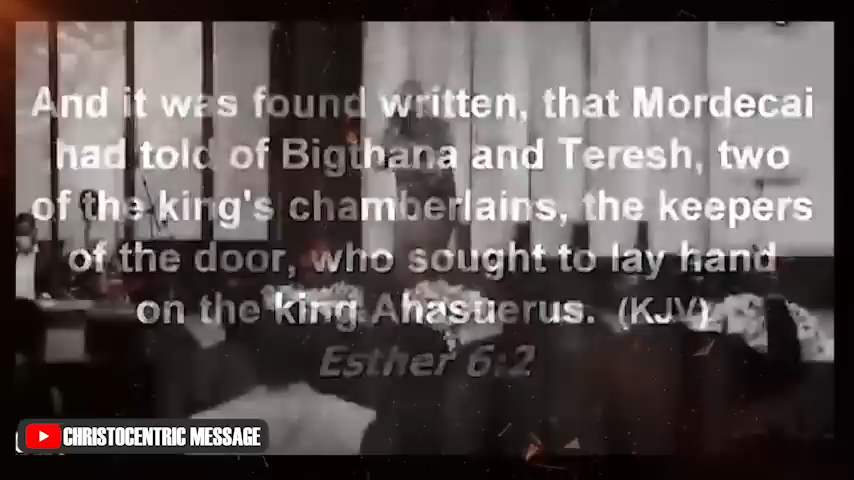 And it was found written, that Mordecai
had told of Bigthana and Teresh, two
of the king's chamberlains, the keepers
of the door, who sought to lay hand
on the king Ahasuerus. (KJV)
Esther 6:2
CHRISTOCENTRIC MESSAGE